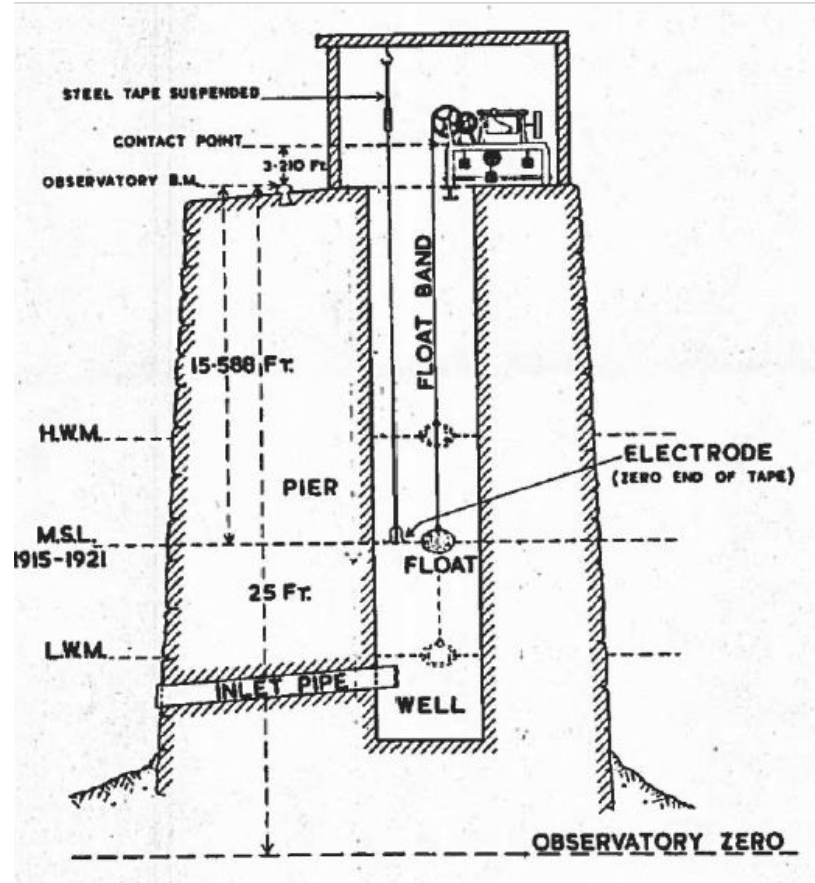 STEEL TAPE SUSPENDED
CONTACT POINT
3·210 Ft.
OBSERVATORY B.M.
FLOAT BAND
15·588 FT.
H.W.M.
ELECTRODE
(ZERO END OF TAPE)
PIER
M.S.L.
1915-1921
FLOAT
25 FT.
L.W.M.
INLET PIPE
WELL
OBSERVATORY ZERO